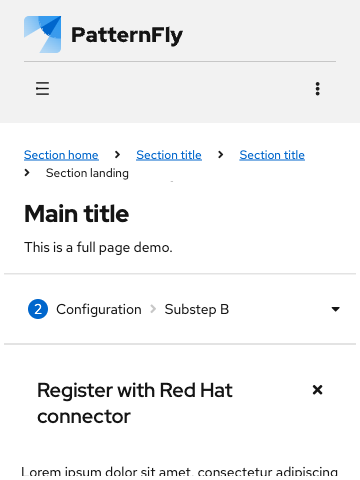 PatternFly
Section home Section title Section title
Section landing
Main title
This is a full page demo.
2 Configuration Substep B
Register with Red Hat
connector
Lorem ipsum dolor sit amet, consectetur adipiscing